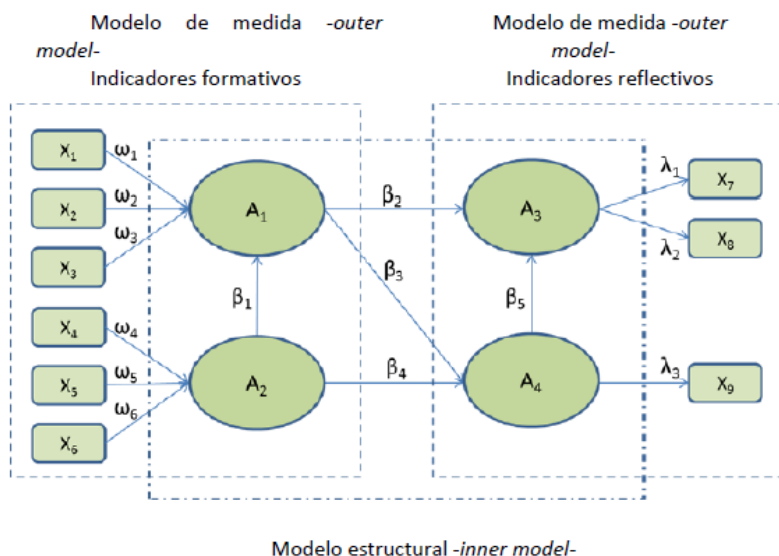 Modelo de medida -outer
model-
Indicadores formativos
Modelo de medida -outer
model-
Indicadores reflectivos
X₁
X₂
X₃
X₄
X₅
X₆
ω₁
ω₂
ω₃
ω₄
ω₅
ω₆
A₁
A₂
β₁
β₂
β₃
β₄
β₅
A₃
A₄
λ₁
λ₂
λ₃
X₇
X₈
X₉
Modelo estructural -inner model-